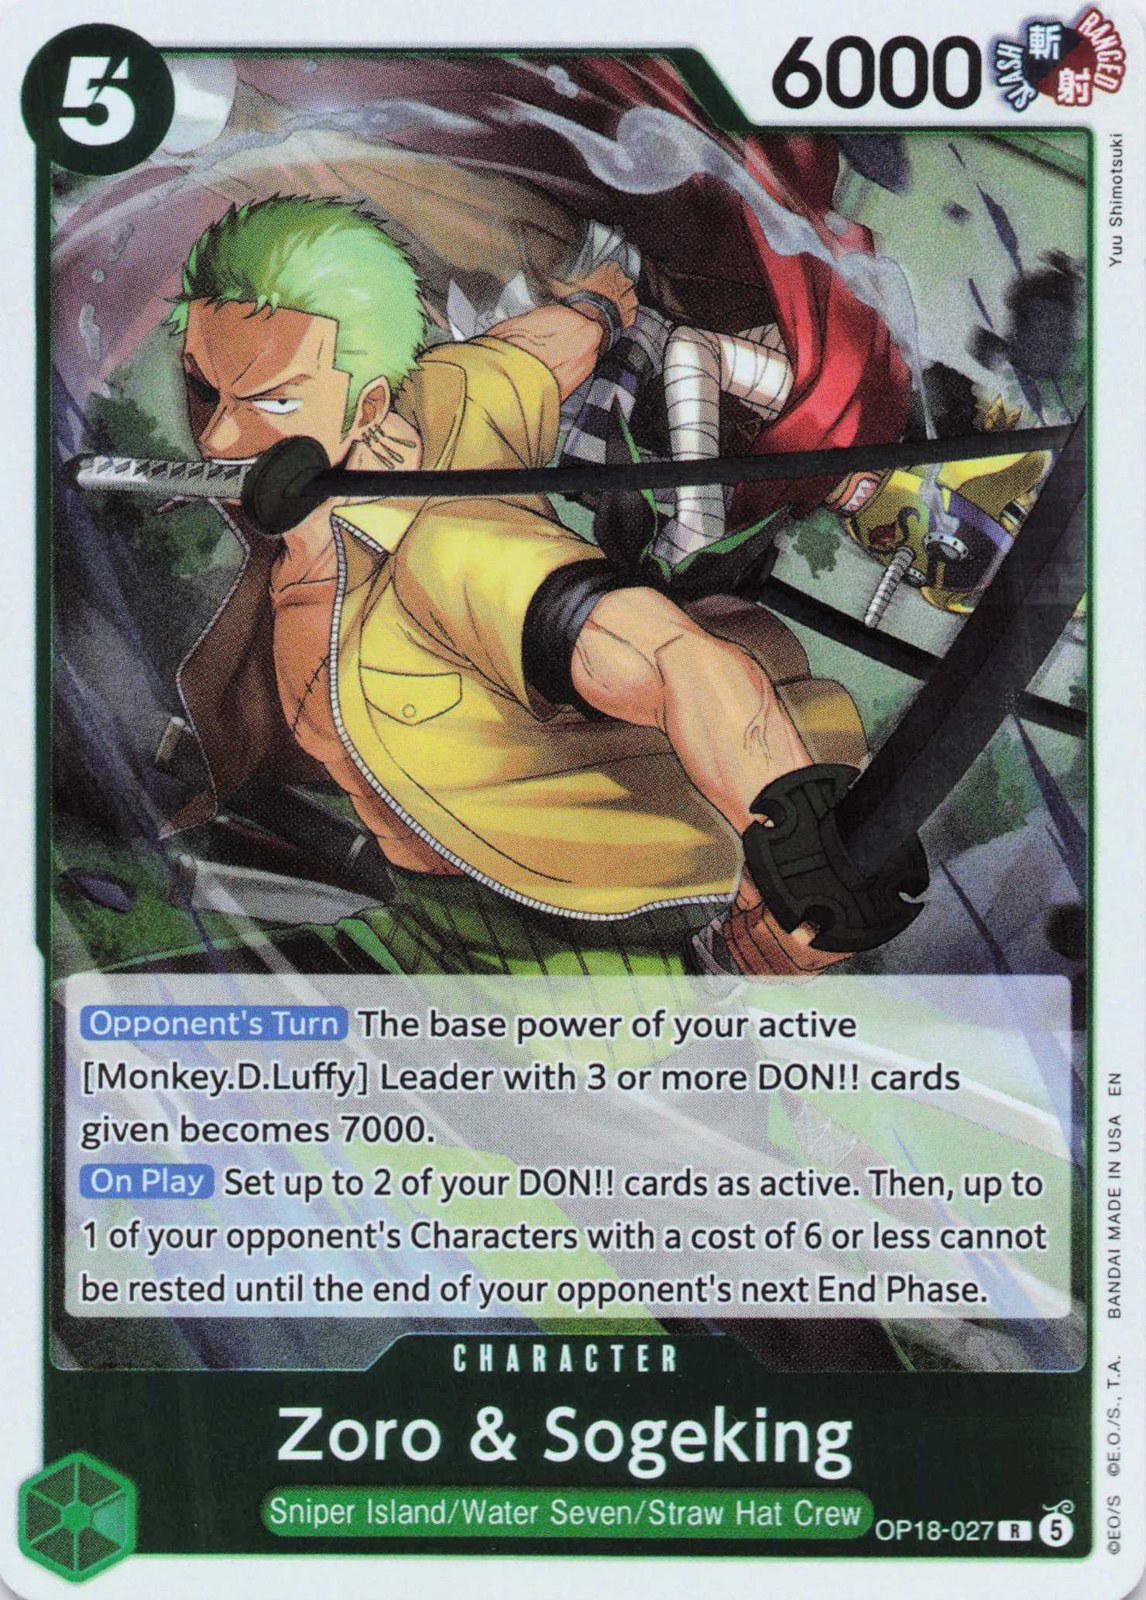 5
6000
斬
射
SLASH
RANGED
Yuu Shimotsuki
Opponent's Turn The base power of your active
[Monkey.D.Luffy] Leader with 3 or more DON!! cards
given becomes 7000.
On Play Set up to 2 of your DON!! cards as active. Then, up to
1 of your opponent's Characters with a cost of 6 or less cannot
be rested until the end of your opponent's next End Phase.
CHARACTER
Zoro & Sogeking
Sniper Island/Water Seven/Straw Hat Crew
OP18-027 R 5
©EO/S ©E.O./S., T.A. BANDAI MADE IN USA EN